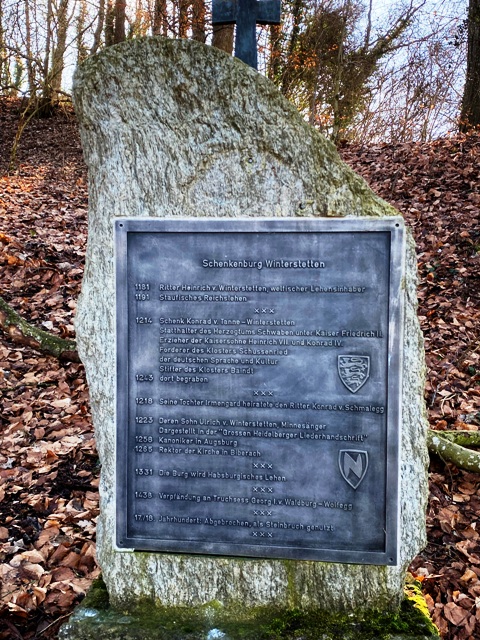 Schenkenburg Winterstetten
1181 Ritter Heinrich v. Winterstetten, welfischer Lehensinhaber
1191 Staufisches Reichslehen
×××
1214 Schenk Konrad v. Tanne-Winterstetten
Statthalter des Herzogtums Schwaben unter Kaiser Friedrich II
Erzieher der Kaisersöhne Heinrich VII. und Konrad IV.
Förderer des Klosters Schussenried
der deutschen Sprache und Kultur
Stifter des Klosters Baindt
1243 dort begraben
×××
1218 Seine Tochter Irmengard heiratete den Ritter Konrad v. Schmalegg
1223 Deren Sohn Ulrich v. Winterstetten, Minnesänger
Dargestellt in der "Grossen Heidelberger Liederhandschrift"
1258 Kanoniker in Augsburg
Rektor der Kirche in Biberach
×××
N
1331 Die Burg wird Habsburgisches Lehen
×××
1438 Verpfändung an Truchsess Georg I. v. Waldburg-Wolfegg
×××
17/18. Jahrhundert: Abgebrochen, als Steinbruch genutzt
×××